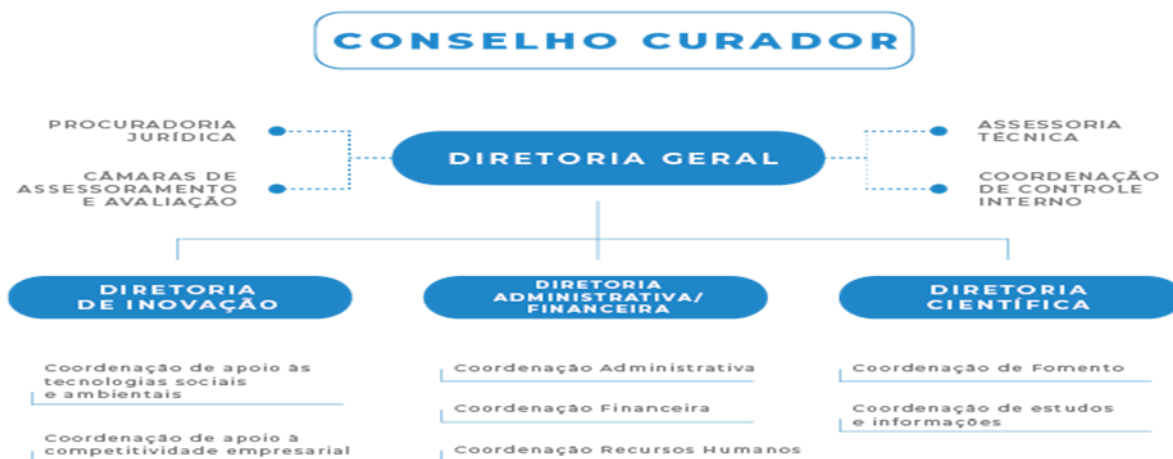 CONSELHO CURADOR
PROCURADORIA
JURÍDICA
CÂMARAS DE
ASSESSORAMENTO
E AVALIAÇÃO
DIRETORIA GERAL
ASSESSORIA
TÉCNICA
COORDENAÇÃO
DE CONTROLE
INTERNO
DIRETORIA
DE INOVAÇÃO
Coordenação de apoio às
tecnologias sociais
e ambientais
Coordenação de apoio à
competitividade empresarial
DIRETORIA
ADMINISTRATIVA/
FINANCEIRA
Coordenação Administrativa
Coordenação Financeira
Coordenação Recursos Humanos
DIRETORIA
CIENTÍFICA
Coordenação de Fomento
Coordenação de estudos
e informações